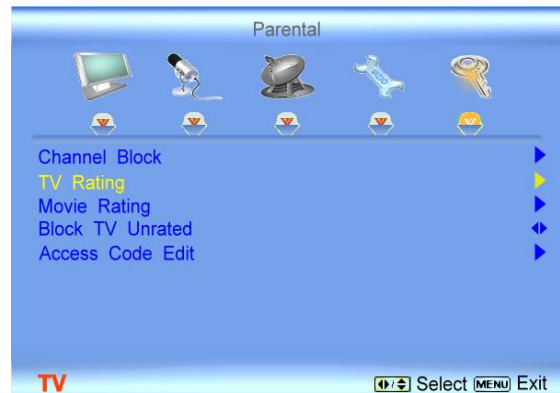 Parental
Channel Block
TV Rating
Movie Rating
Block TV Unrated
Access Code Edit
TV Select MENU Exit